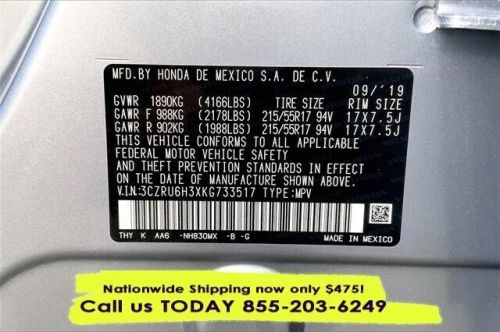 MFD.BY HONDA DE MEXICO S.A. DE C.V. 09/'19
GVWR 1890KG (4166LBS) TIRE SIZE RIM SIZE
GAWR F 988KG (2178LBS) 215/55R17 94V 17X7.5J
GAWR R 902KG (1988LBS) 215/55R17 94V 17X7.5J
THIS VEHICLE CONFORMS TO ALL APPLICABLE
FEDERAL MOTOR VEHICLE SAFETY
AND THEFT PREVENTION STANDARDS IN EFFECT
ON THE DATE OF MANUFACTURE SHOWN ABOVE.
V.I.N:3CZRU6H3XKG733517 TYPE:MPV
THY K AA6 -NH830MX -B -G MADE IN MEXICO
Nationwide Shipping now only $475!
Call us TODAY 855-203-6249